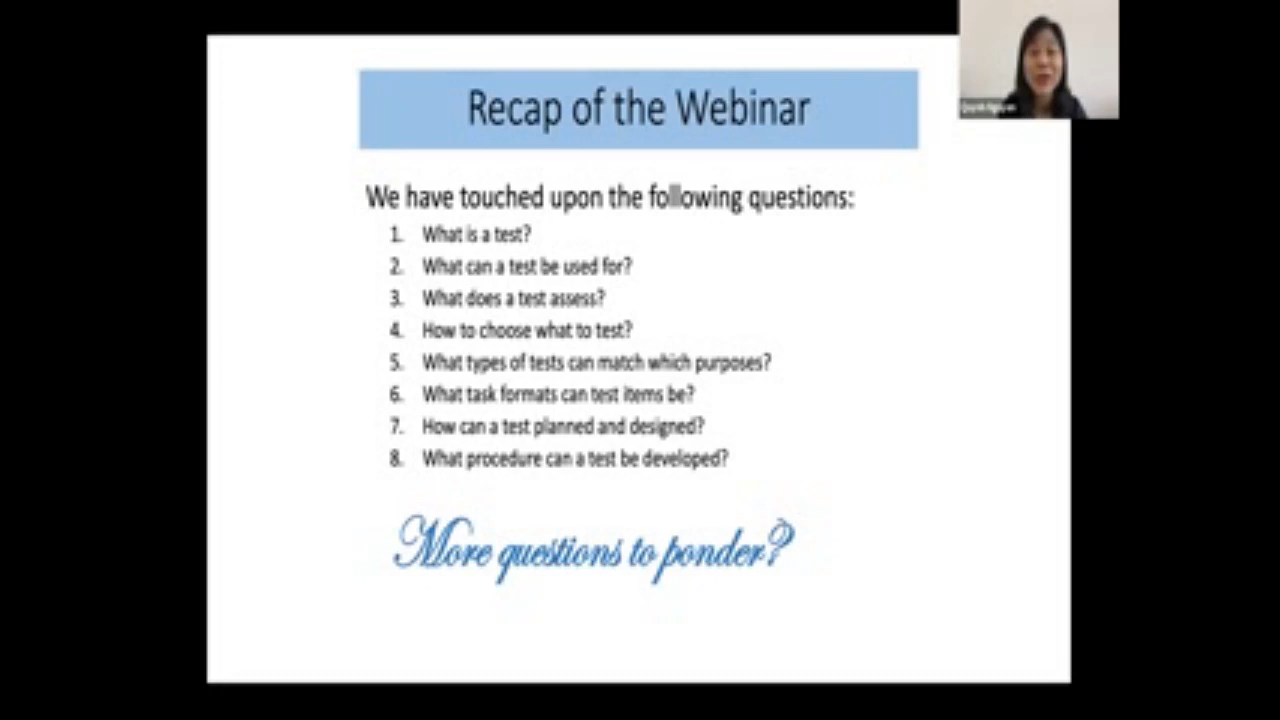 Recap of the Webinar
We have touched upon the following questions:
1. What is a test?
2. What can a test be used for?
3. What does a test assess?
4. How to choose what to test?
5. What types of tests can match which purposes?
6. What task formats can test items be?
7. How can a test planned and designed?
8. What procedure can a test be developed?
More questions to ponder?